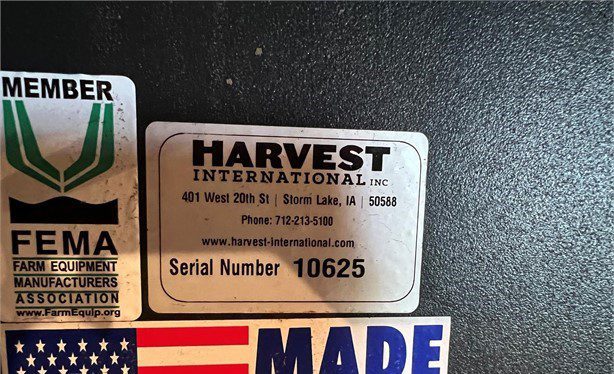 MEMBER
FEMA
FARM EQUIPMENT
MANUFACTURERS
ASSOCIATION
www.FarmEquip.org
HARVEST
INTERNATIONAL INC
401 West 20th St | Storm Lake, IA | 50588
Phone: 712-213-5100
www.harvest-international.com
Serial Number 10625
MADE